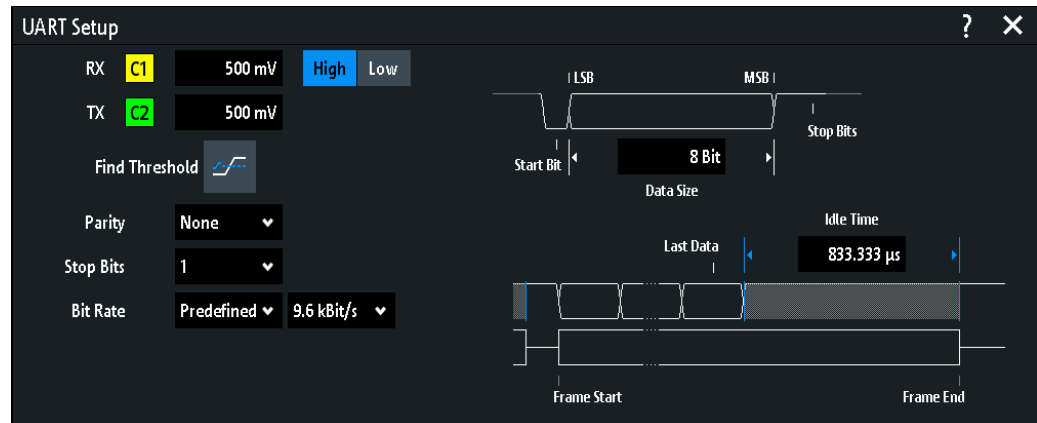 UART Setup ? ×
RX C1 500 mV High Low
TX C2 500 mV
Find Threshold
Parity None
Stop Bits 1
Bit Rate Predefined 9.6 kBit/s
LSB MSB
Stop Bits
Start Bit
8 Bit
Data Size
Idle Time
Last Data
833.333 µs
Frame Start Frame End